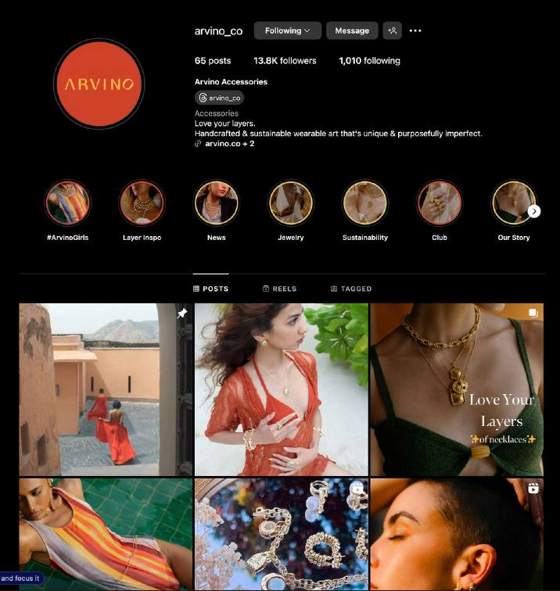 arvino_co
Following
Message
65 posts
13.8K followers
1,010 following
ARVINO
Arvino Accessories
arvino_co
Accessories
Love your layers.
Handcrafted & sustainable wearable art that's unique & purposefully imperfect.
arvino.co + 2
#ArvinoGirls
Layer Inspo
News
Jewelry
Sustainability
Club
Our Story
POSTS
REELS
TAGGED
Love Your
Layers
✨of necklaces✨
and focus it